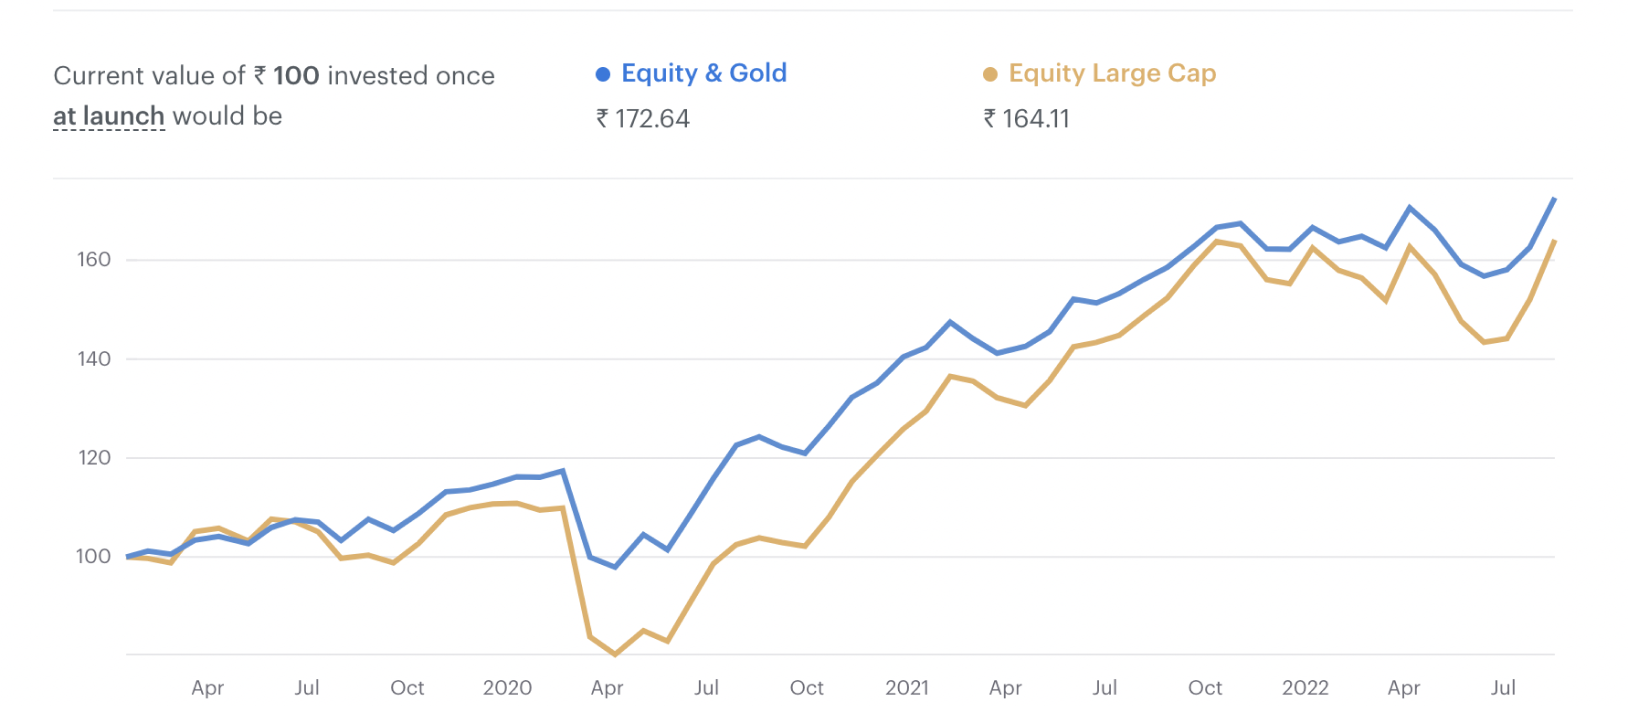 Current value of ₹ 100 invested once
at launch would be
Equity & Gold
₹ 172.64
Equity Large Cap
₹ 164.11
160
140
120
100
Apr Jul Oct 2020 Apr Jul Oct 2021 Apr Jul Oct 2022 Apr Jul